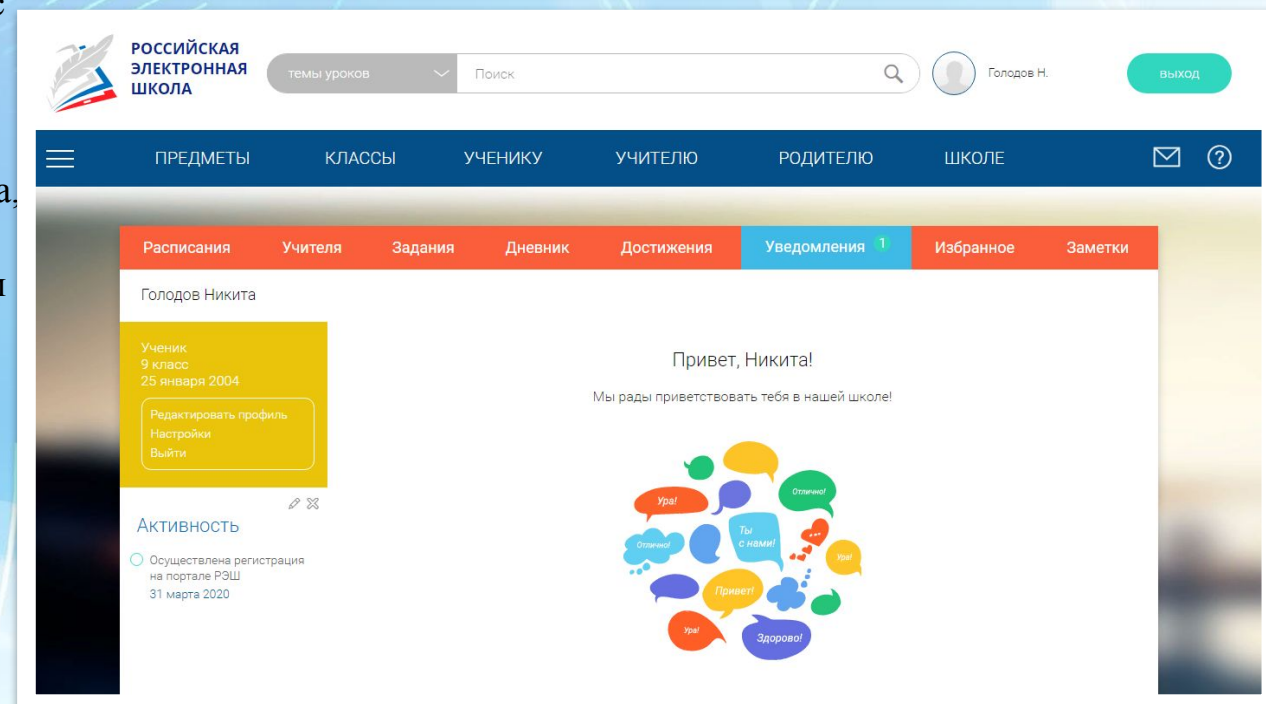 с
а,
РОССИЙСКАЯ
ЭЛЕКТРОННАЯ
ШКОЛА
темы уроков
Поиск
Голодов Н.
выход
ПРЕДМЕТЫ КЛАССЫ УЧЕНИКУ УЧИТЕЛЮ РОДИТЕЛЮ ШКОЛЕ
Расписания Учителя Задания Дневник Достижения Уведомления 1 Избранное Заметки
Голодов Никита
Ученик
9 класс
25 января 2004
Редактировать профиль
Настройки
Выйти
Активность
Осуществлена регистрация
на портале РЭШ
31 марта 2020
Привет, Никита!
Мы рады приветствовать тебя в нашей школе!
Ура!
Отлично!
Отлично!
Ты
с нами!
Ура!
Привет!
Ура!
Здорово!